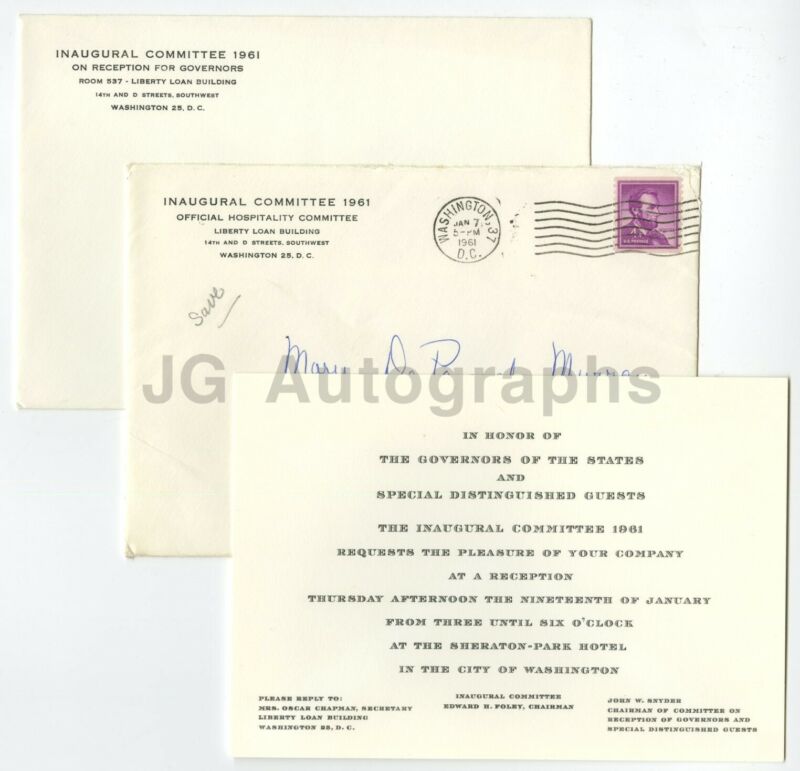 INAUGURAL COMMITTEE 1961
ON RECEPTION FOR GOVERNORS
ROOM 537 - LIBERTY LOAN BUILDING
14TH AND D STREETS, SOUTHWEST
WASHINGTON 25, D. C.
INAUGURAL COMMITTEE 1961
OFFICIAL HOSPITALITY COMMITTEE
LIBERTY LOAN BUILDING
14TH AND D STREETS, SOUTHWEST
WASHINGTON 25, D. C.
WASHINGTON, 37
JAN 7
5-PM
1961
D.C.
4¢
U.S. POSTAGE
Save
Mary D.
JG Autographs
IN HONOR OF
THE GOVERNORS OF THE STATES
AND
SPECIAL DISTINGUISHED GUESTS
THE INAUGURAL COMMITTEE 1961
REQUESTS THE PLEASURE OF YOUR COMPANY
AT A RECEPTION
THURSDAY AFTERNOON THE NINETEENTH OF JANUARY
FROM THREE UNTIL SIX O'CLOCK
AT THE SHERATON-PARK HOTEL
IN THE CITY OF WASHINGTON
PLEASE REPLY TO:
MRS. OSCAR CHAPMAN, SECRETARY
LIBERTY LOAN BUILDING
WASHINGTON 25, D. C.
INAUGURAL COMMITTEE
EDWARD H. FOLEY, CHAIRMAN
JOHN W. SNYDER
CHAIRMAN OF COMMITTEE ON
RECEPTION OF GOVERNORS AND
SPECIAL DISTINGUISHED GUESTS